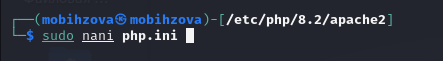 ┌──(mobihzova㉿mobihzova)-[/etc/php/8.2/apache2]
└─$ sudo nani php.ini